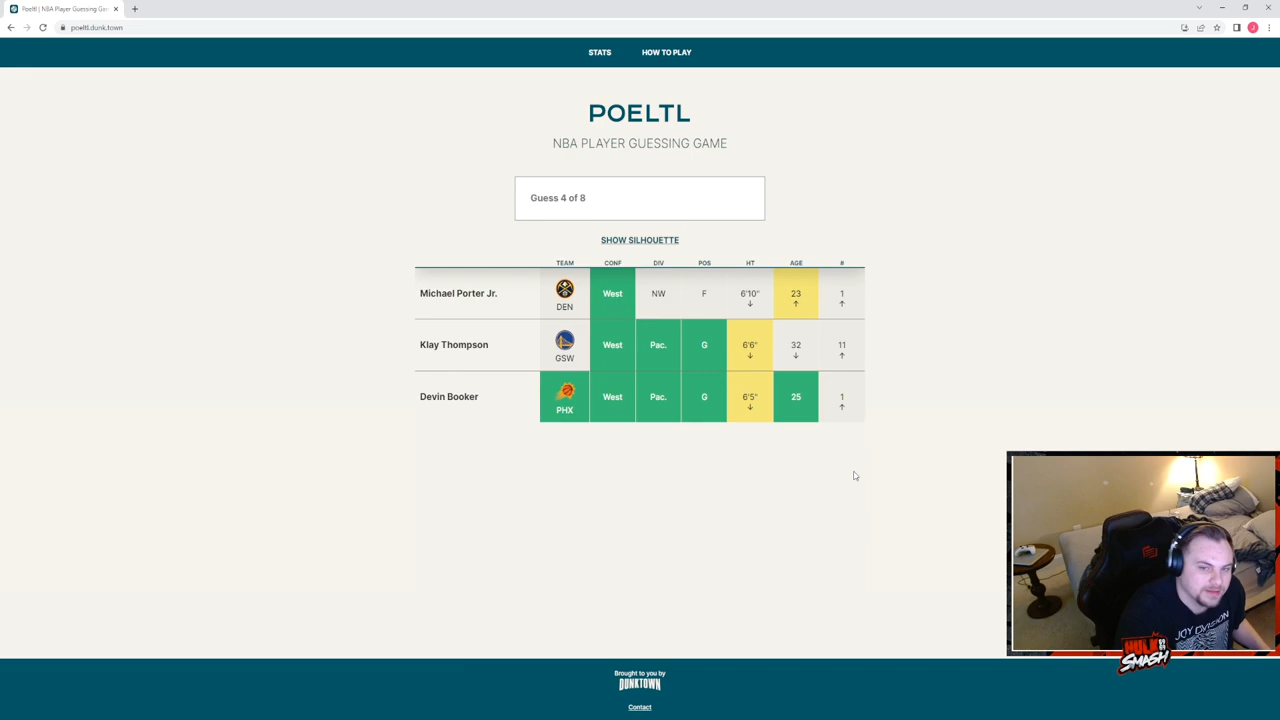 Poeltl | NBA Player Guessing Ga
poeltl.dunk.town
J
STATS HOW TO PLAY
POELTL
NBA PLAYER GUESSING GAME
Guess 4 of 8
SHOW SILHOUETTE
TEAM CONF DIV POS HT AGE #
Michael Porter Jr. DEN West NW F 6'10" ↓ 23 ↑ 1 ↑
Klay Thompson GSW West Pac. G 6'6" ↓ 32 ↓ 11 ↑
Devin Booker PHX West Pac. G 6'5" ↓ 25 1 ↑
JOY DIVISION
HULK
SMASH
Brought to you by
DUNKTOWN
Contact